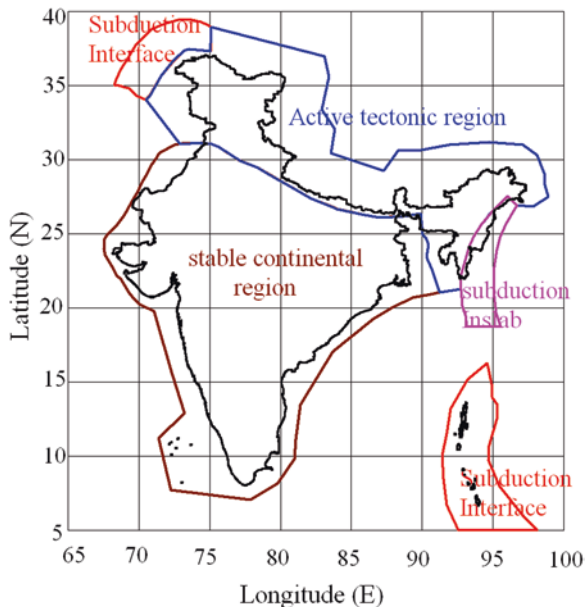 40
Subduction
Interface
35
Active tectonic region
30
25
stable continental
region
subduction
Inslab
20
15
10
Subduction
Interface
5
65
70
75
80
85
90
95
100
Latitude (N)
Longitude (E)